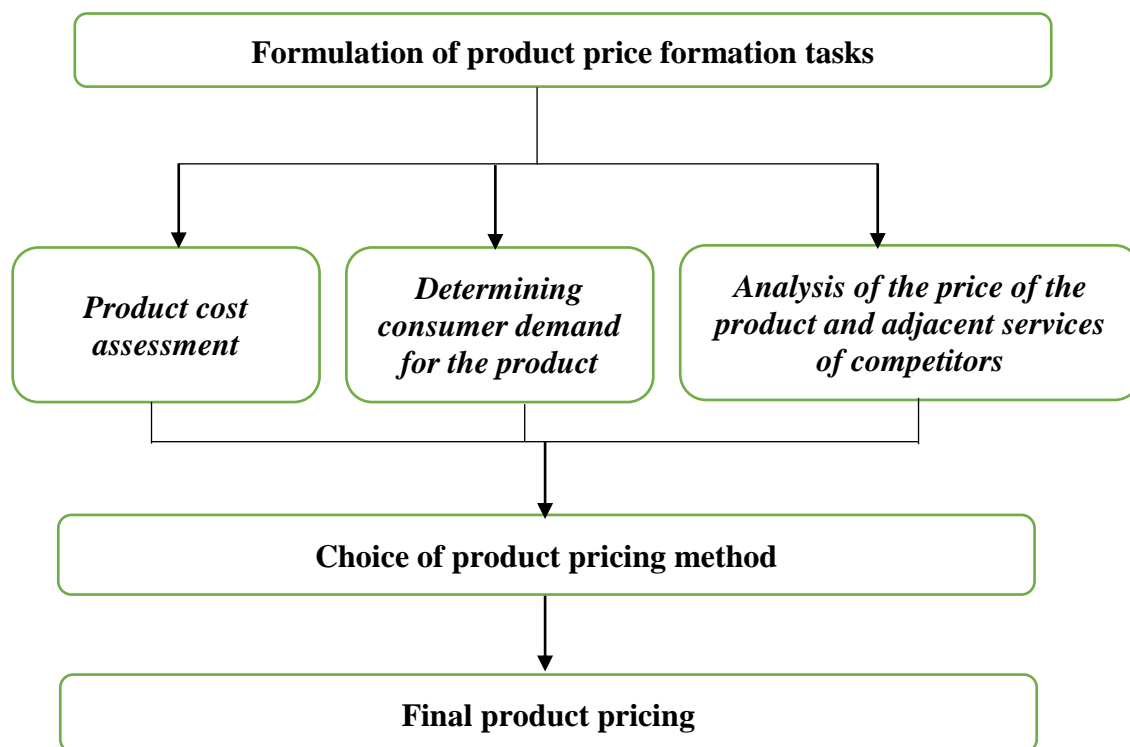 Formulation of product price formation tasks
Product cost
assessment
Determining
consumer demand
for the product
Analysis of the price of the
product and adjacent services
of competitors
Choice of product pricing method
Final product pricing